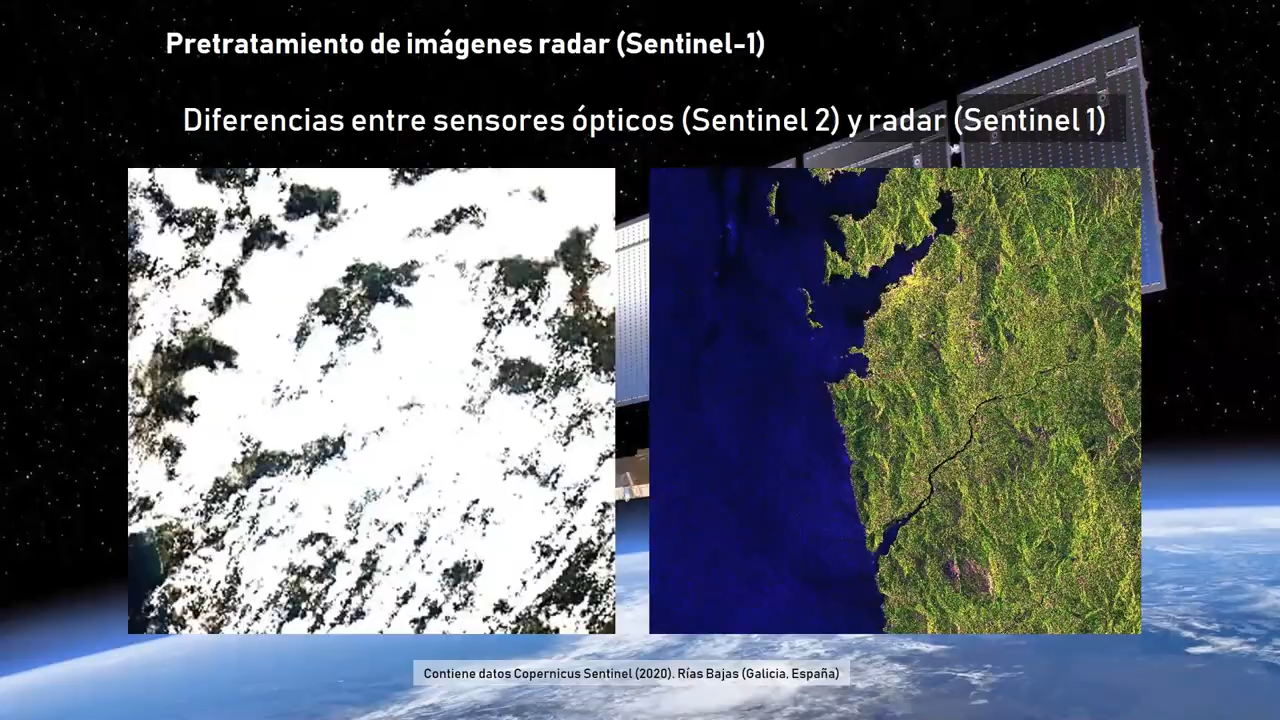 Pretratamiento de imágenes radar (Sentinel-1)
Diferencias entre sensores ópticos (Sentinel 2) y radar (Sentinel 1)
Contiene datos Copernicus Sentinel (2020). Rías Bajas (Galicia, España)